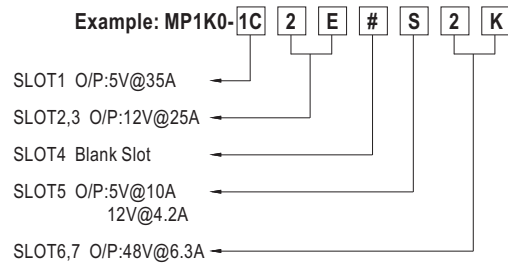 Example: MP1K0- 1C 2 E # S 2 K
SLOT1 O/P:5V@35A
SLOT2,3 O/P:12V@25A
SLOT4 Blank Slot
SLOT5 O/P:5V@10A
12V@4.2A
SLOT6,7 O/P:48V@6.3A